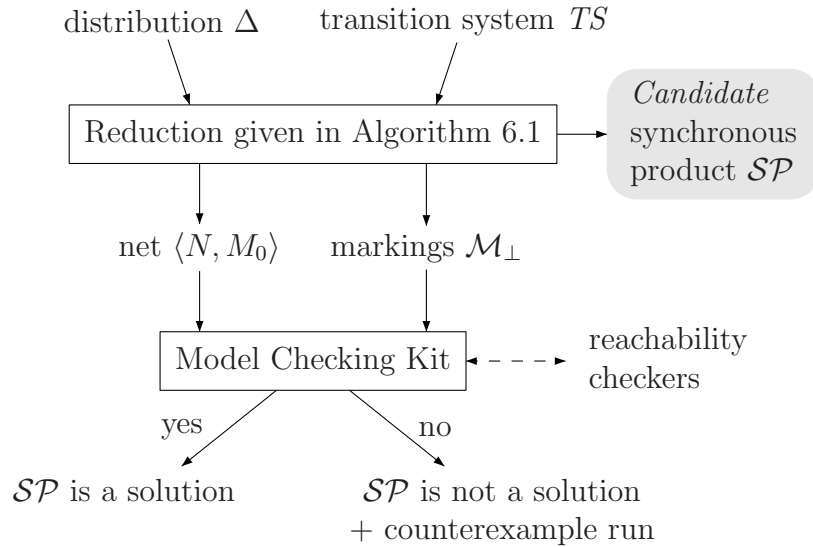 distribution Δ
transition system TS
Reduction given in Algorithm 6.1
Candidate
synchronous
product 𝒮𝒫
net ⟨N, M₀⟩
markings ℳ⊥
Model Checking Kit
reachability
checkers
yes
no
𝒮𝒫 is a solution
𝒮𝒫 is not a solution
+ counterexample run